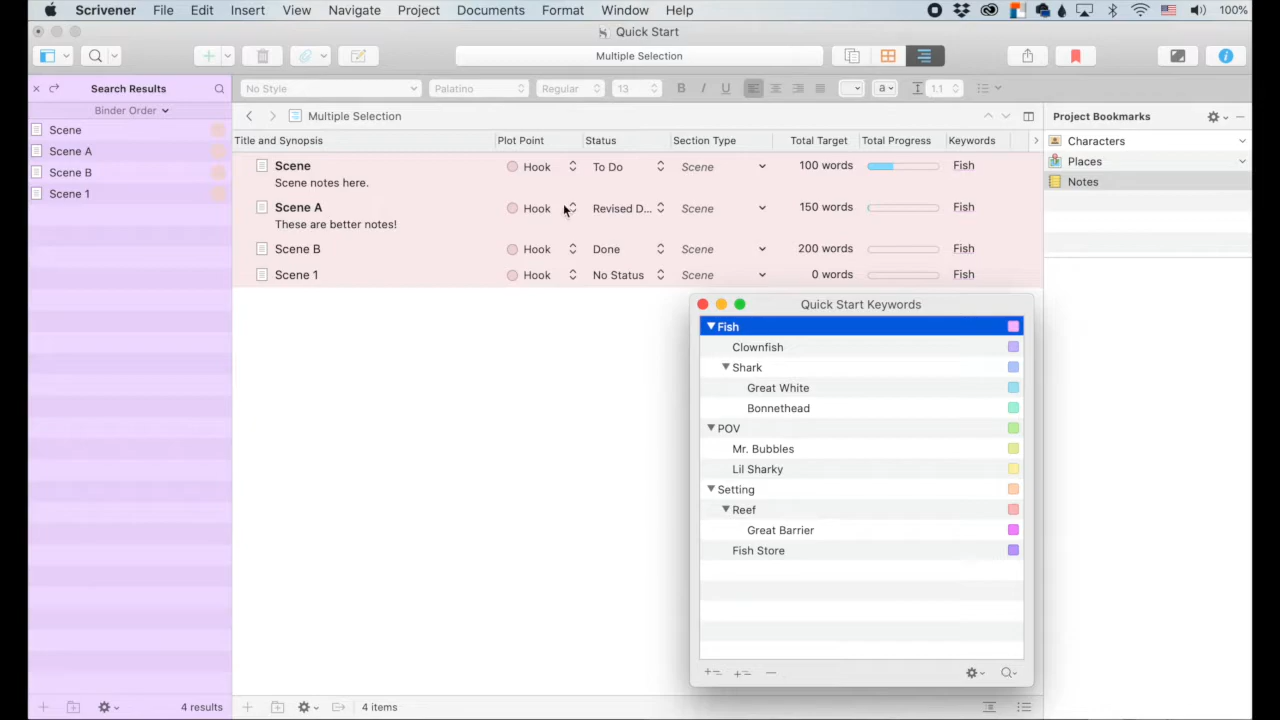 Scrivener File Edit Insert View Navigate Project Documents Format Window Help 100%
Quick Start
Multiple Selection
Search Results
No Style Palatino Regular 13 B I U a 1.1
Binder Order
Scene
Scene A
Scene B
Scene 1
Multiple Selection
Title and Synopsis Plot Point Status Section Type Total Target Total Progress Keywords
Scene Hook To Do Scene 100 words Fish
Scene notes here.
Scene A Hook Revised D... Scene 150 words Fish
These are better notes!
Scene B Hook Done Scene 200 words Fish
Scene 1 Hook No Status Scene 0 words Fish
Project Bookmarks
Characters
Places
Notes
Quick Start Keywords
Fish
Clownfish
Shark
Great White
Bonnethead
POV
Mr. Bubbles
Lil Sharky
Setting
Reef
Great Barrier
Fish Store
4 results
4 items